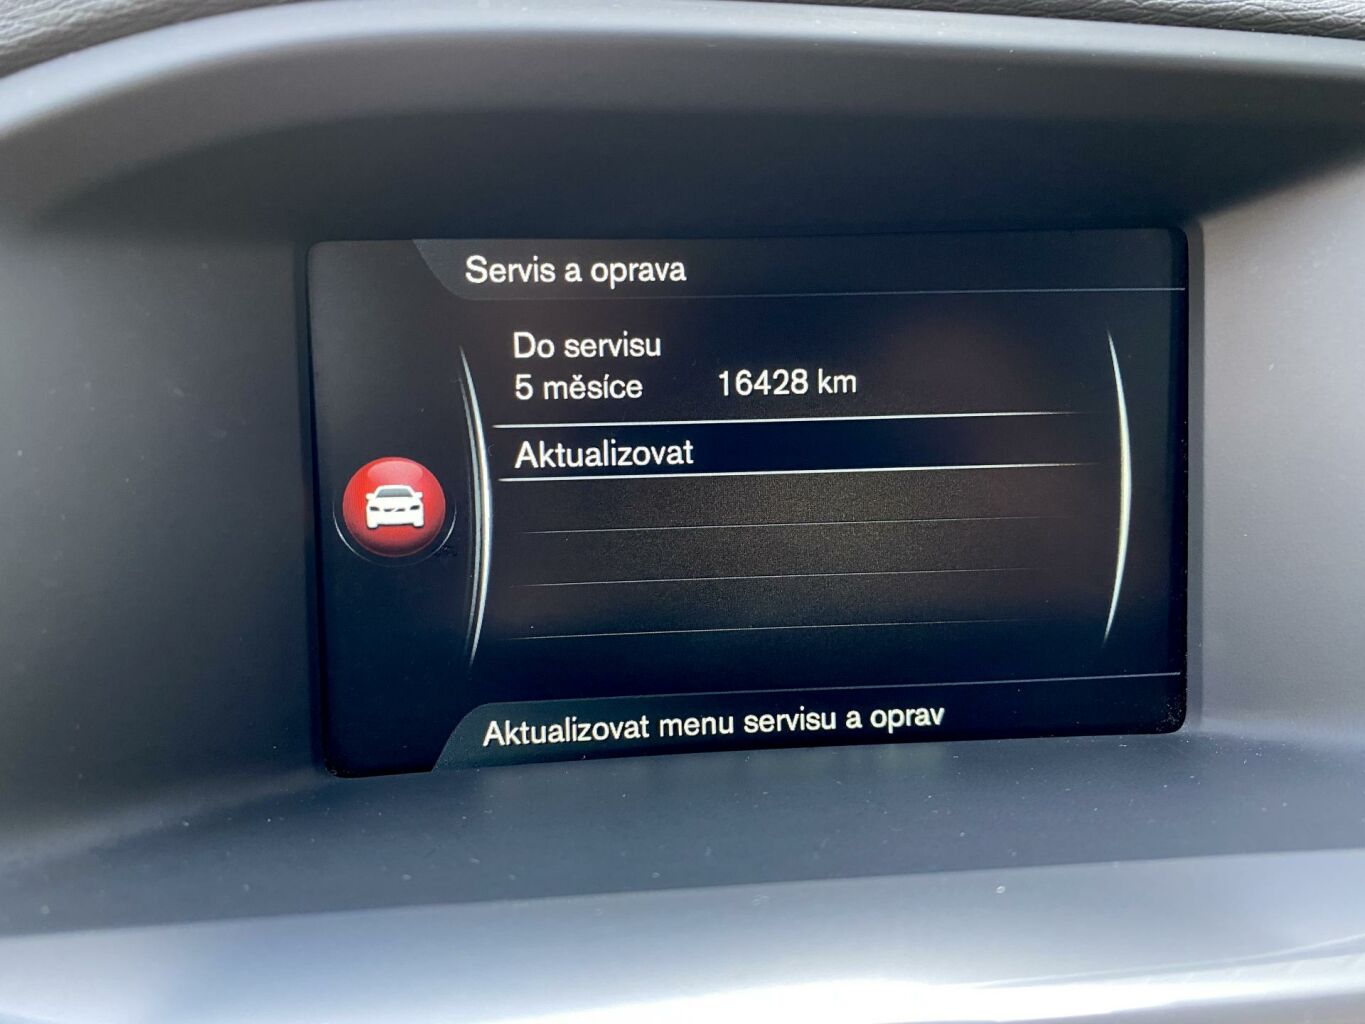 Servis a oprava
Do servisu
5 měsíce 16428 km
Aktualizovat
Aktualizovat menu servisu a oprav